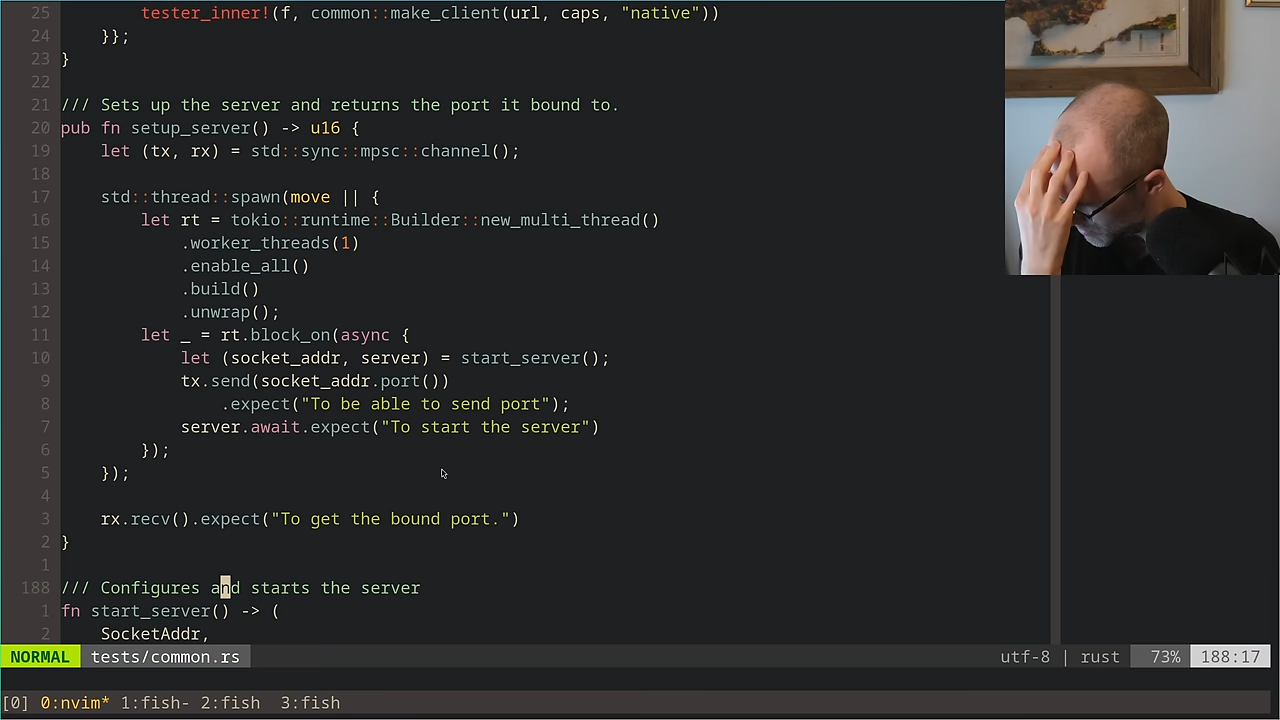 25         tester_inner!(f, common::make_client(url, caps, "native"))
24     }};
23 }
22
21 /// Sets up the server and returns the port it bound to.
20 pub fn setup_server() -> u16 {
19     let (tx, rx) = std::sync::mpsc::channel();
18
17     std::thread::spawn(move || {
16         let rt = tokio::runtime::Builder::new_multi_thread()
15             .worker_threads(1)
14             .enable_all()
13             .build()
12             .unwrap();
11         let _ = rt.block_on(async {
10             let (socket_addr, server) = start_server();
9             tx.send(socket_addr.port())
8                 .expect("To be able to send port");
7             server.await.expect("To start the server")
6         });
5     });
4
3     rx.recv().expect("To get the bound port.")
2 }
1
188 /// Configures and starts the server
1 fn start_server() -> (
2     SocketAddr,
NORMAL tests/common.rs utf-8 | rust 73% 188:17
[0] 0:nvim* 1:fish- 2:fish 3:fish